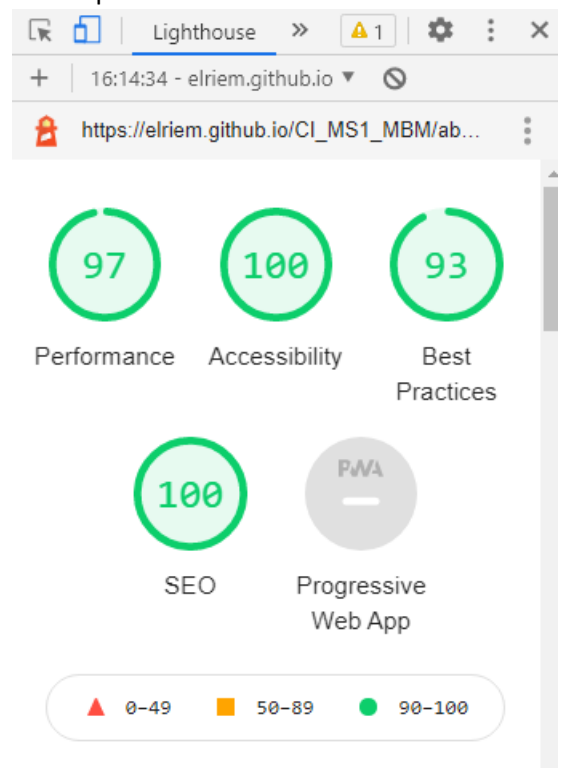 Lighthouse » 1
+ 16:14:34 - elriem.github.io ▼
https://elriem.github.io/CI_MS1_MBM/ab...
97 100 93
Performance Accessibility Best
Practices
100 PWA
SEO Progressive
Web App
0–49 50–89 90–100